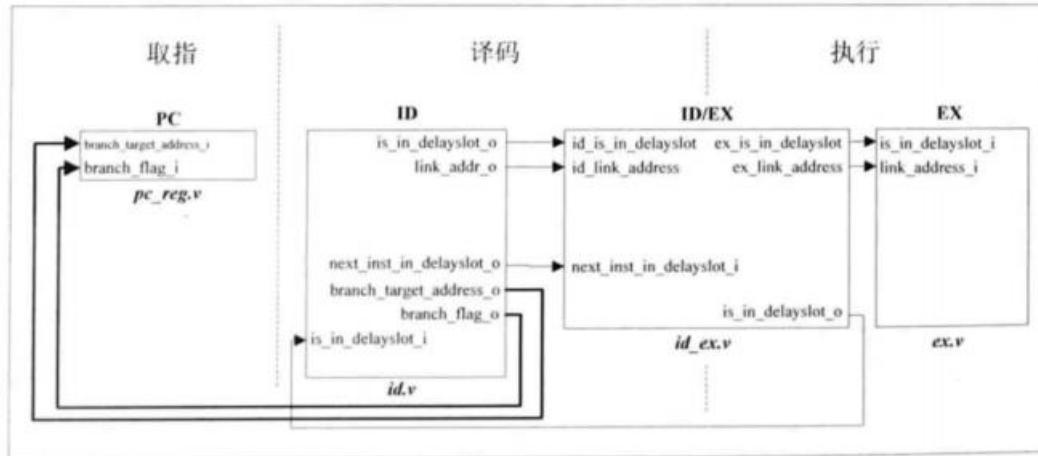 取指
译码
执行
PC
branch_target_address_i
branch_flag_i
pc_reg.v
ID
is_in_delayslot_o
link_addr_o
next_inst_in_delayslot_o
branch_target_address_o
branch_flag_o
is_in_delayslot_i
id.v
ID/EX
id_is_in_delayslot ex_is_in_delayslot
id_link_address ex_link_address
next_inst_in_delayslot_i
is_in_delayslot_o
id_ex.v
EX
is_in_delayslot_i
link_address_i
ex.v